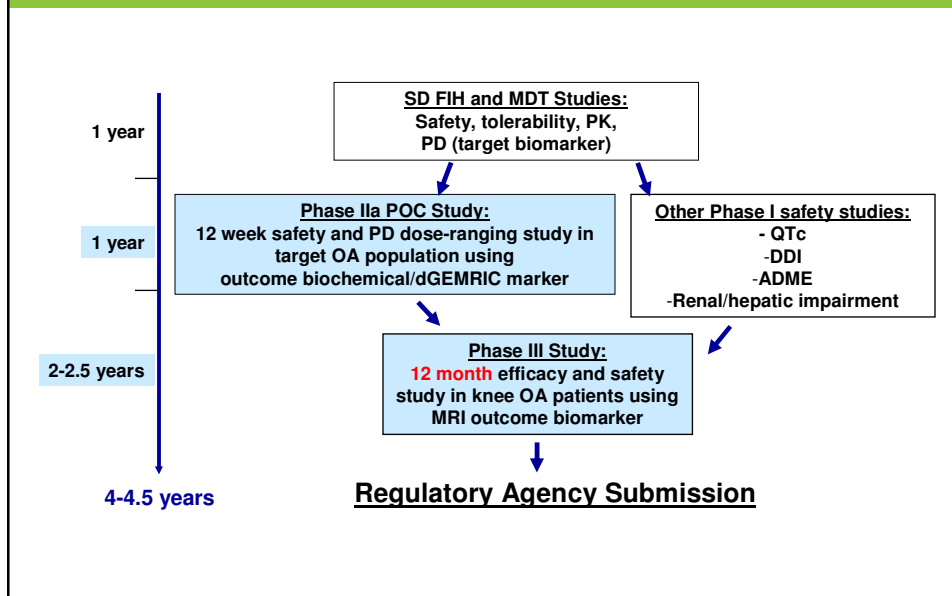 SD FIH and MDT Studies:
Safety, tolerability, PK,
PD (target biomarker)
1 year
Phase IIa POC Study:
12 week safety and PD dose-ranging study in
target OA population using
outcome biochemical/dGEMRIC marker
Other Phase I safety studies:
- QTc
-DDI
-ADME
-Renal/hepatic impairment
1 year
Phase III Study:
12 month efficacy and safety
study in knee OA patients using
MRI outcome biomarker
2-2.5 years
4-4.5 years
Regulatory Agency Submission